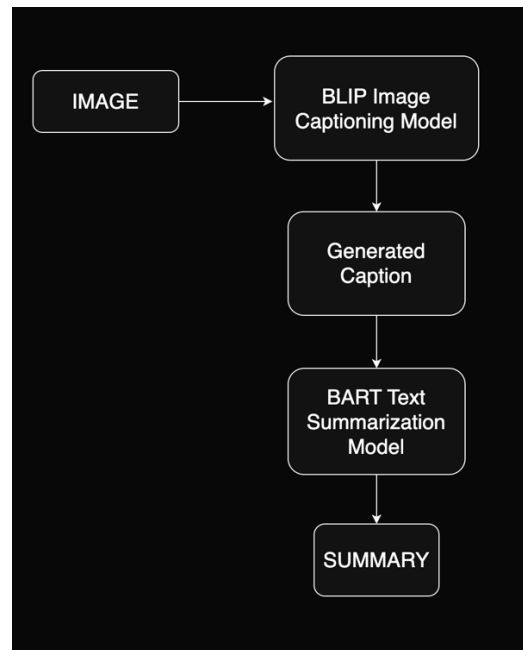 IMAGE
BLIP Image
Captioning Model
Generated
Caption
BART Text
Summarization
Model
SUMMARY